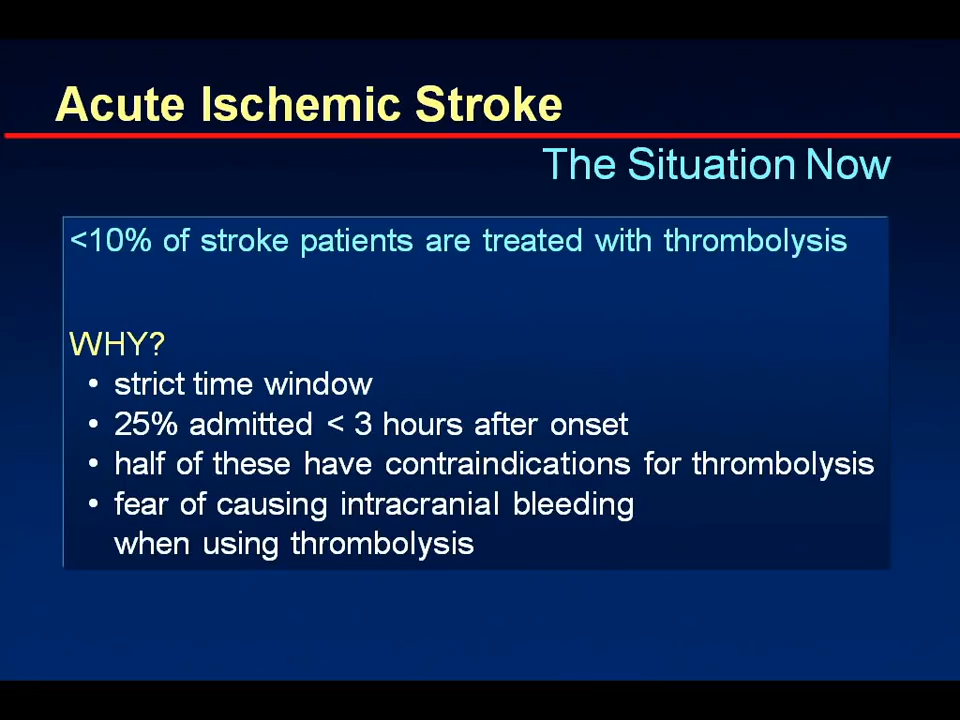 Acute Ischemic Stroke
The Situation Now
<10% of stroke patients are treated with thrombolysis
WHY?
• strict time window
• 25% admitted < 3 hours after onset
• half of these have contraindications for thrombolysis
• fear of causing intracranial bleeding
when using thrombolysis